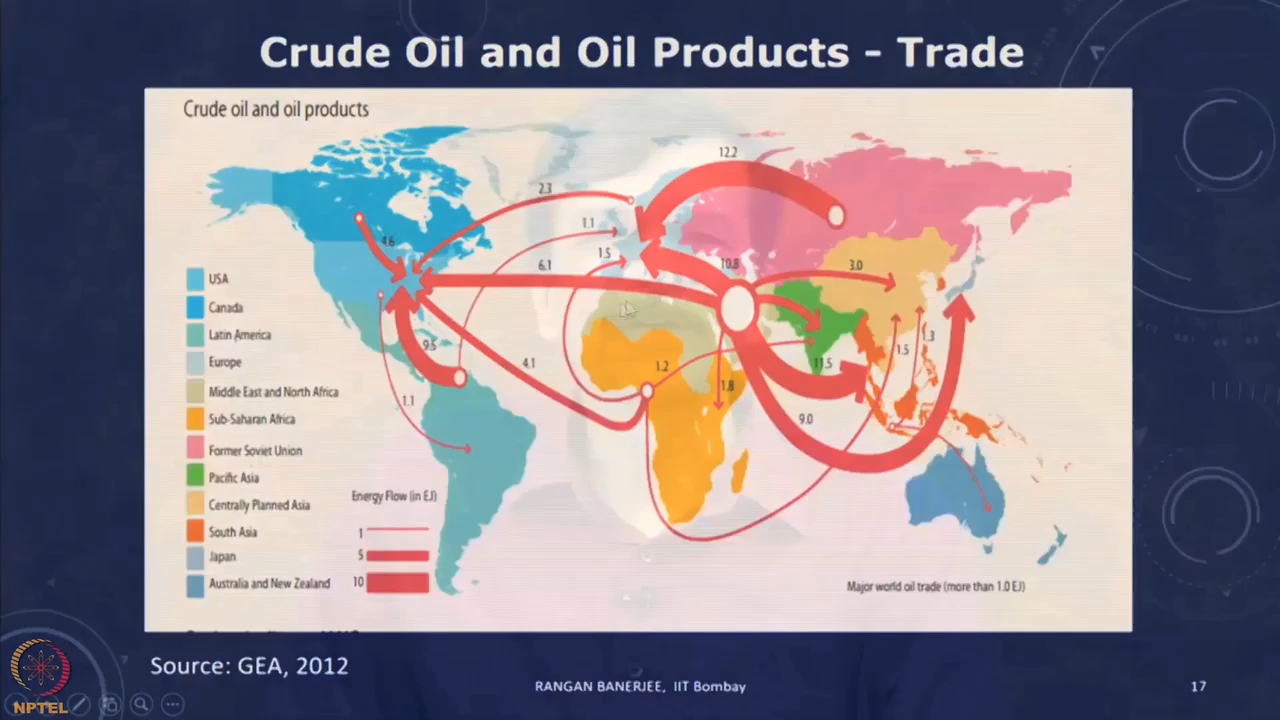 Crude Oil and Oil Products - Trade
Crude oil and oil products
12.2
2.3
1.1
4.6
1.5
6.1
10.8
3.0
USA
Canada
Latin America
Europe
Middle East and North Africa
Sub-Saharan Africa
Former Soviet Union
Pacific Asia
Centrally Planned Asia
South Asia
Japan
Australia and New Zealand
9.5
4.1
1.2
1.8
11.5
1.5
1.3
1.1
9.0
Energy Flow (in EJ)
1
5
10
Major world oil trade (more than 1.0 EJ)
Source: GEA, 2012
RANGAN BANERJEE, IIT Bombay
17
NPTEL